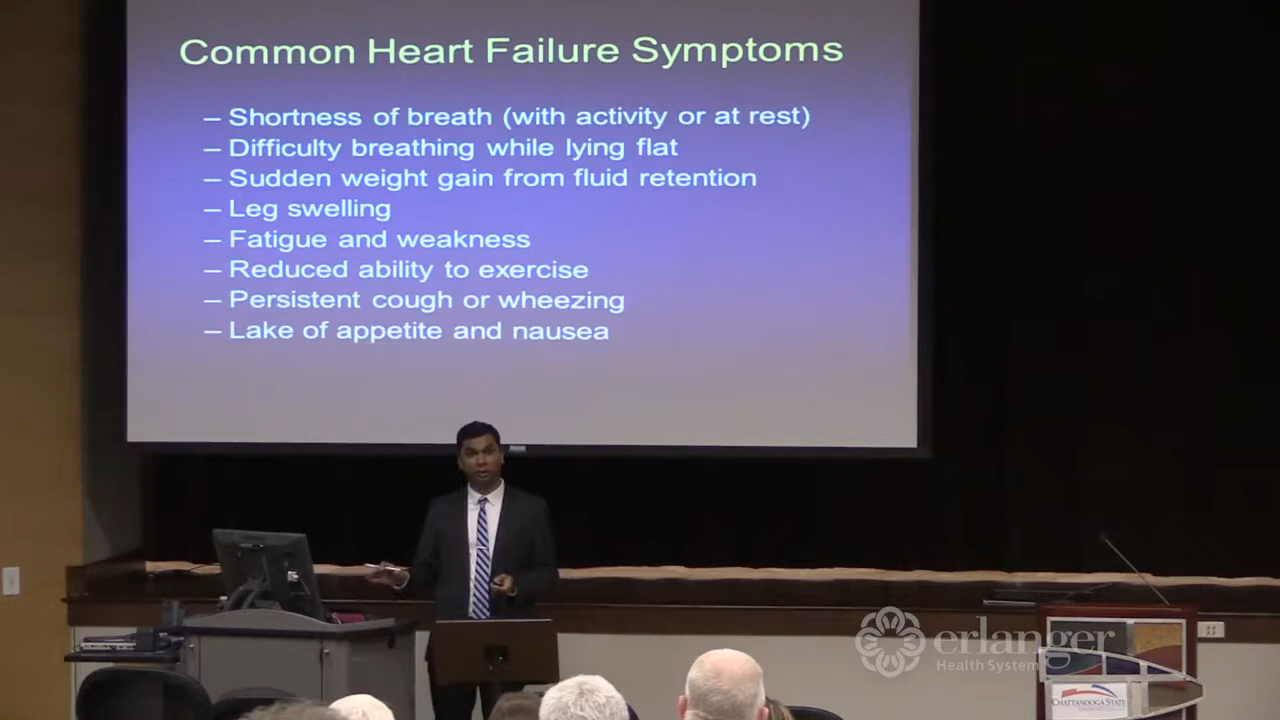 Common Heart Failure Symptoms
– Shortness of breath (with activity or at rest)
– Difficulty breathing while lying flat
– Sudden weight gain from fluid retention
– Leg swelling
– Fatigue and weakness
– Reduced ability to exercise
– Persistent cough or wheezing
– Lake of appetite and nausea
erlanger
Health System
CHATTANOOGA STATE